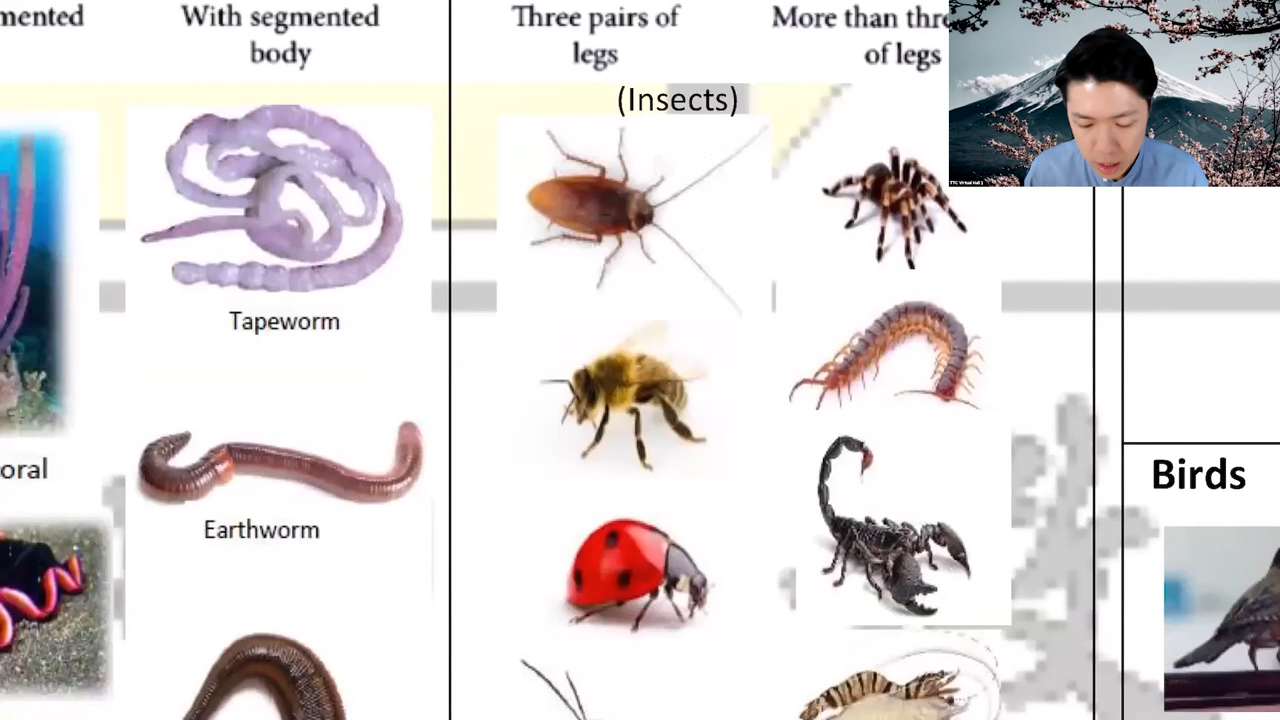 mented
With segmented
body
Three pairs of
legs
More than thre
of legs
(Insects)
Tapeworm
oral
Earthworm
Birds